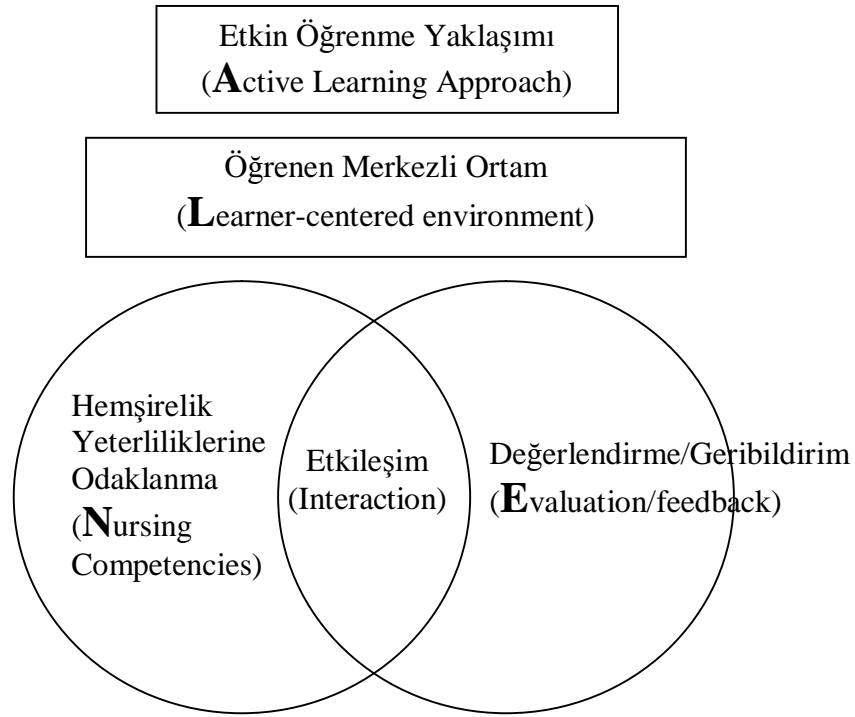 Etkin Öğrenme Yaklaşımı
(Active Learning Approach)
Öğrenen Merkezli Ortam
(Learner-centered environment)
Hemşirelik
Yeterliliklerine
Odaklanma
(Nursing
Competencies)
Etkileşim
(Interaction)
Değerlendirme/Geribildirim
(Evaluation/feedback)